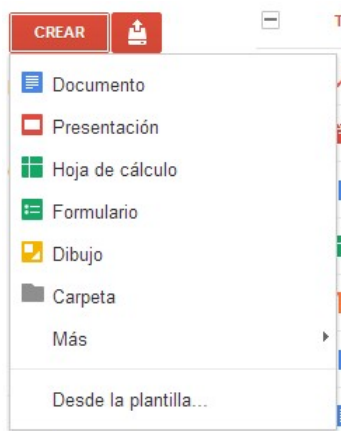 CREAR
Documento
Presentación
Hoja de cálculo
Formulario
Dibujo
Carpeta
Más
Desde la plantilla...